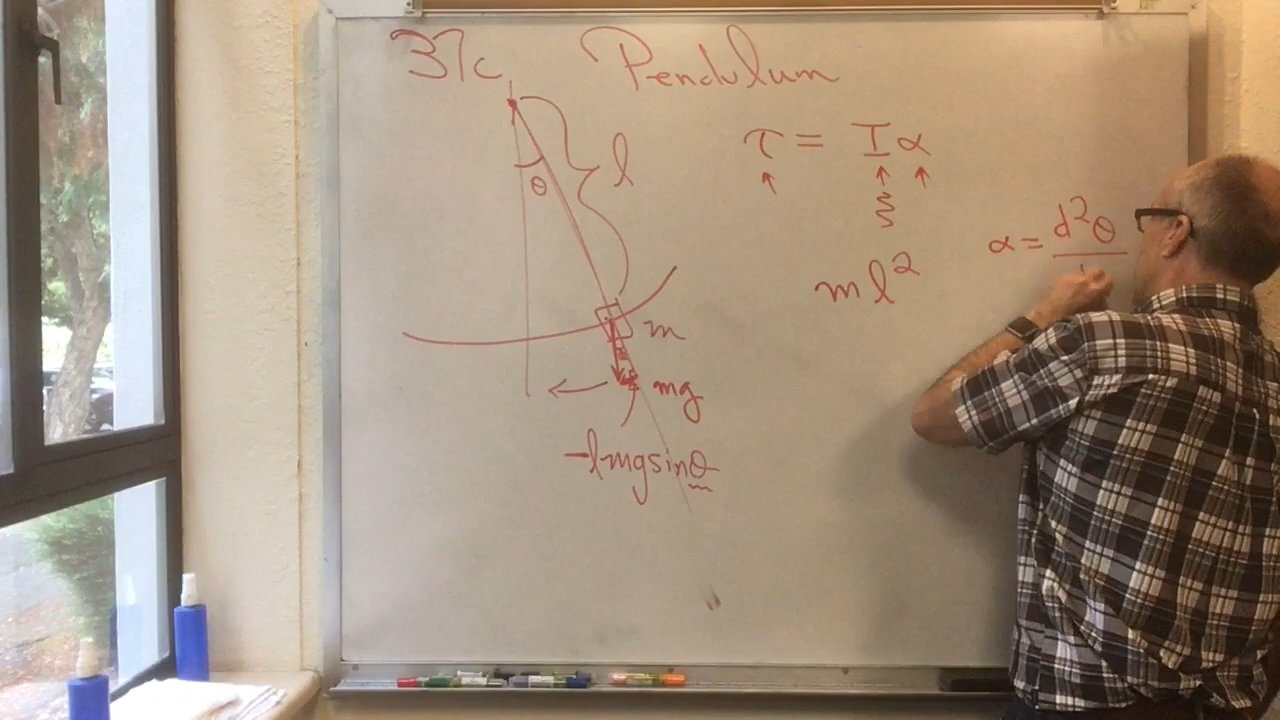 37c Pendulum
τ = Iα
θ
l
α = d²θ
ml²
m
mg
-lmgsinθ